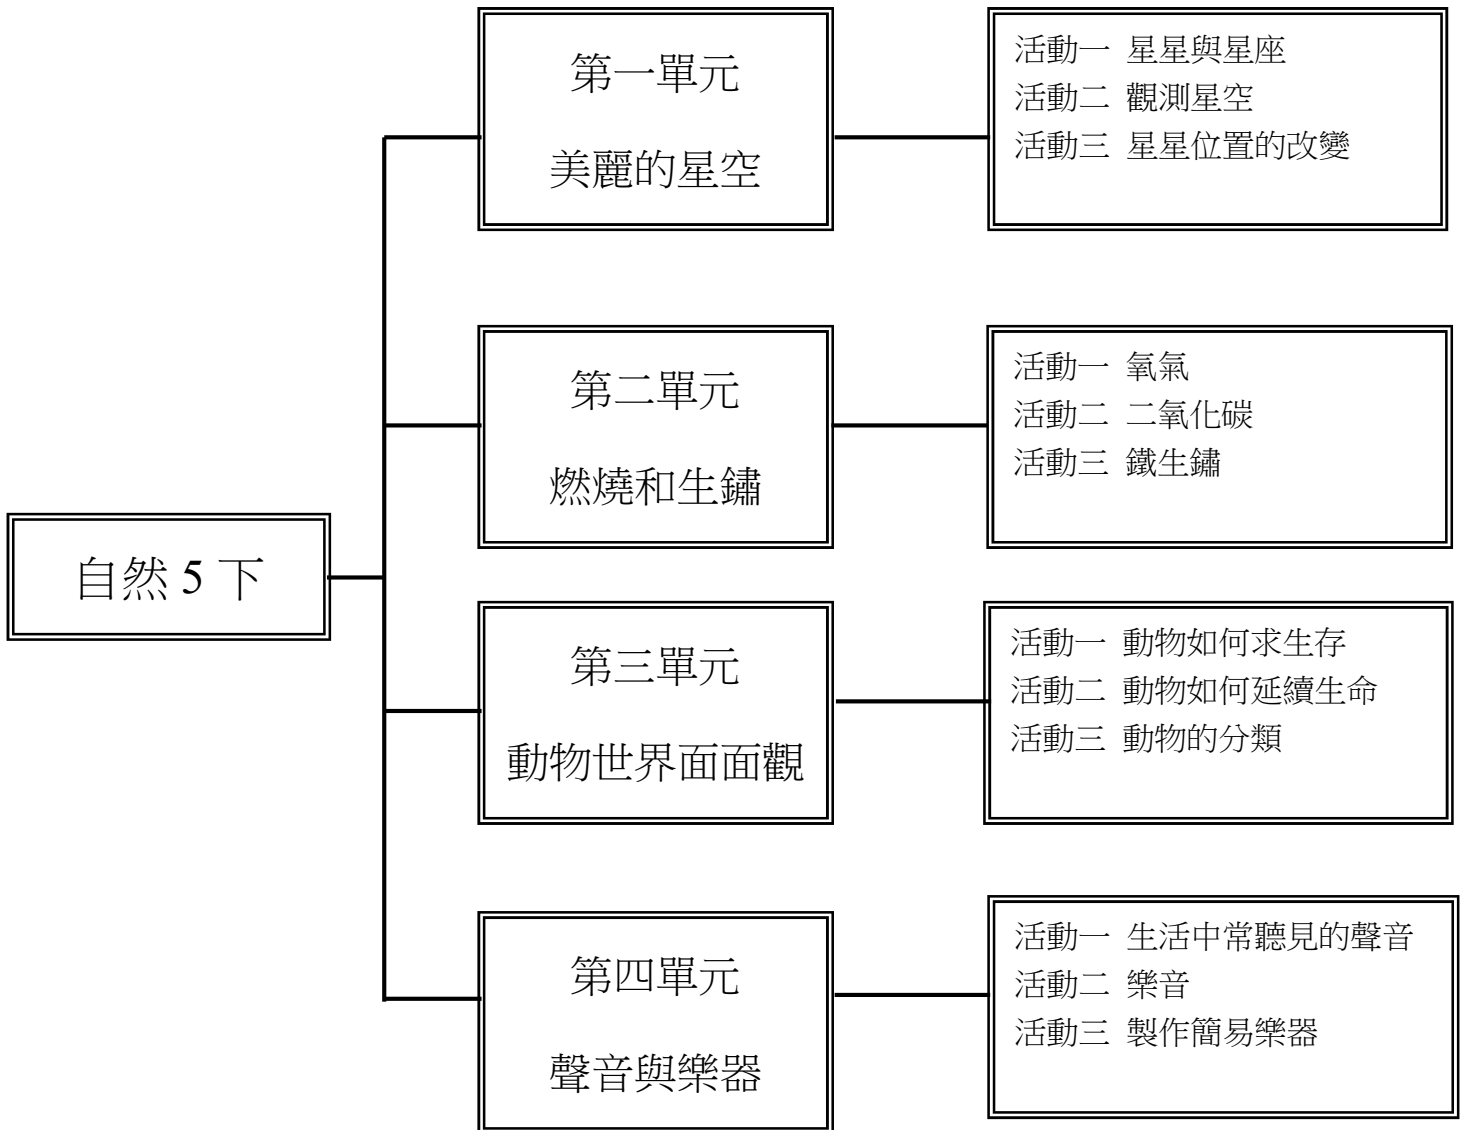 自然 5 下
第一單元
美麗的星空
活動一 星星與星座
活動二 觀測星空
活動三 星星位置的改變
第二單元
燃燒和生鏽
活動一 氧氣
活動二 二氧化碳
活動三 鐵生鏽
第三單元
動物世界面面觀
活動一 動物如何求生存
活動二 動物如何延續生命
活動三 動物的分類
第四單元
聲音與樂器
活動一 生活中常聽見的聲音
活動二 樂音
活動三 製作簡易樂器